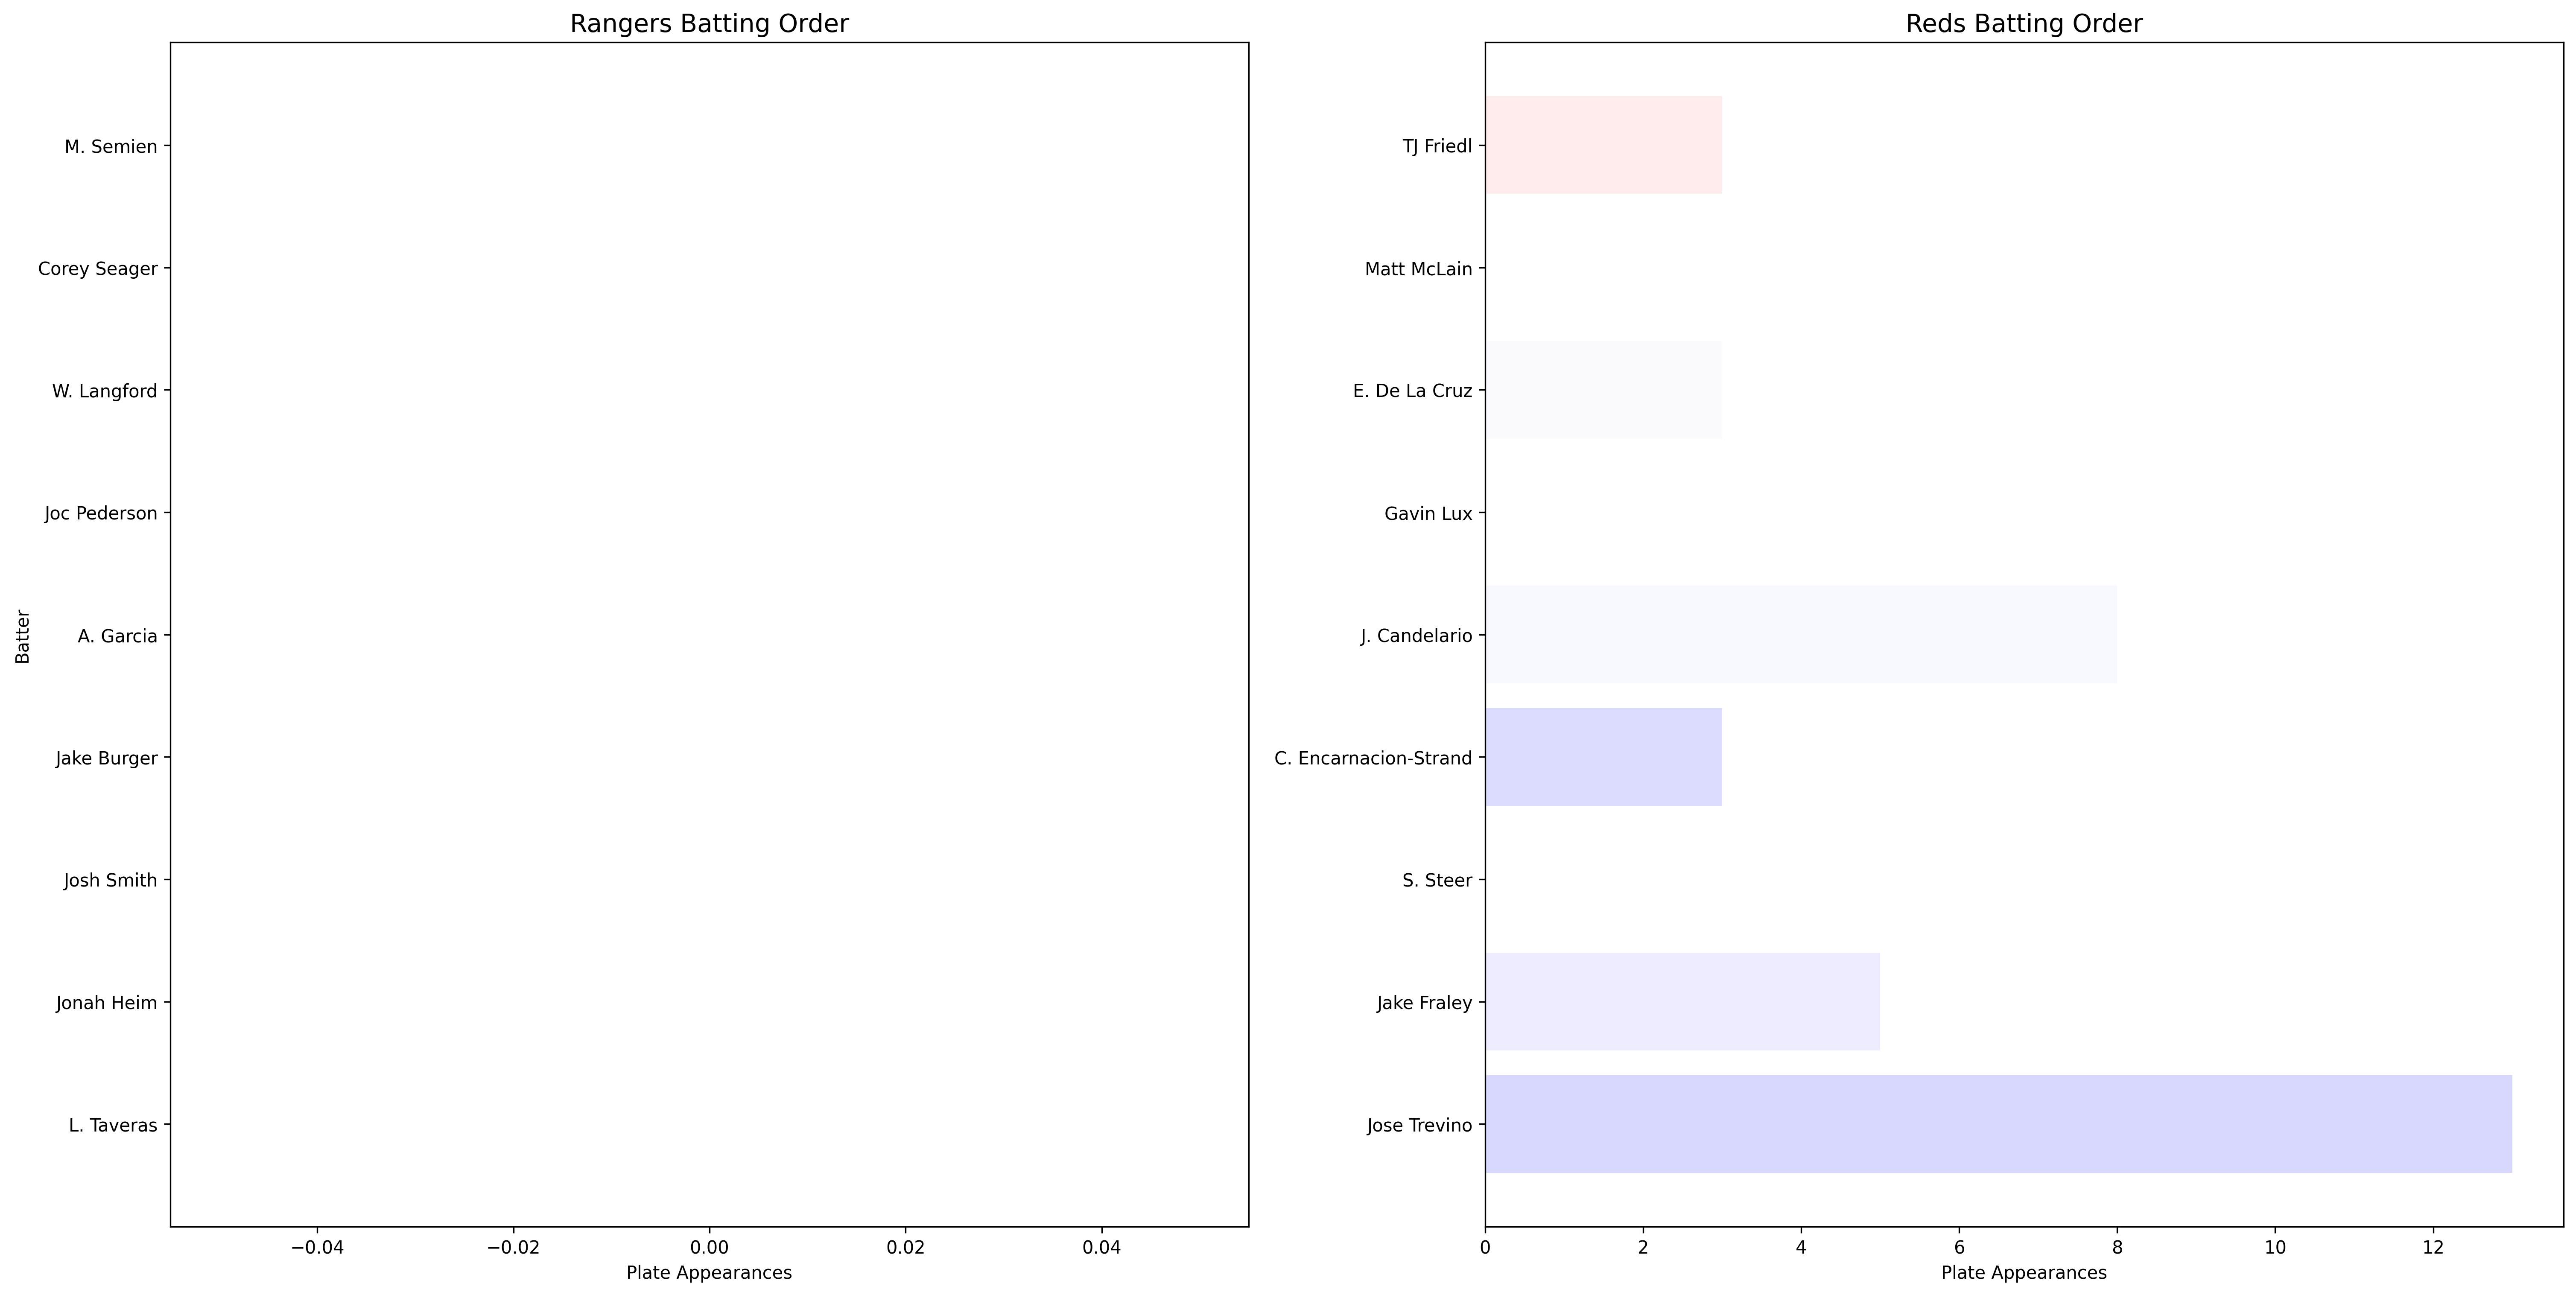 Rangers Batting Order
Batter
M. Semien
Corey Seager
W. Langford
Joc Pederson
A. Garcia
Jake Burger
Josh Smith
Jonah Heim
L. Taveras
−0.04 −0.02 0.00 0.02 0.04
Plate Appearances
Reds Batting Order
TJ Friedl
Matt McLain
E. De La Cruz
Gavin Lux
J. Candelario
C. Encarnacion-Strand
S. Steer
Jake Fraley
Jose Trevino
0 2 4 6 8 10 12
Plate Appearances